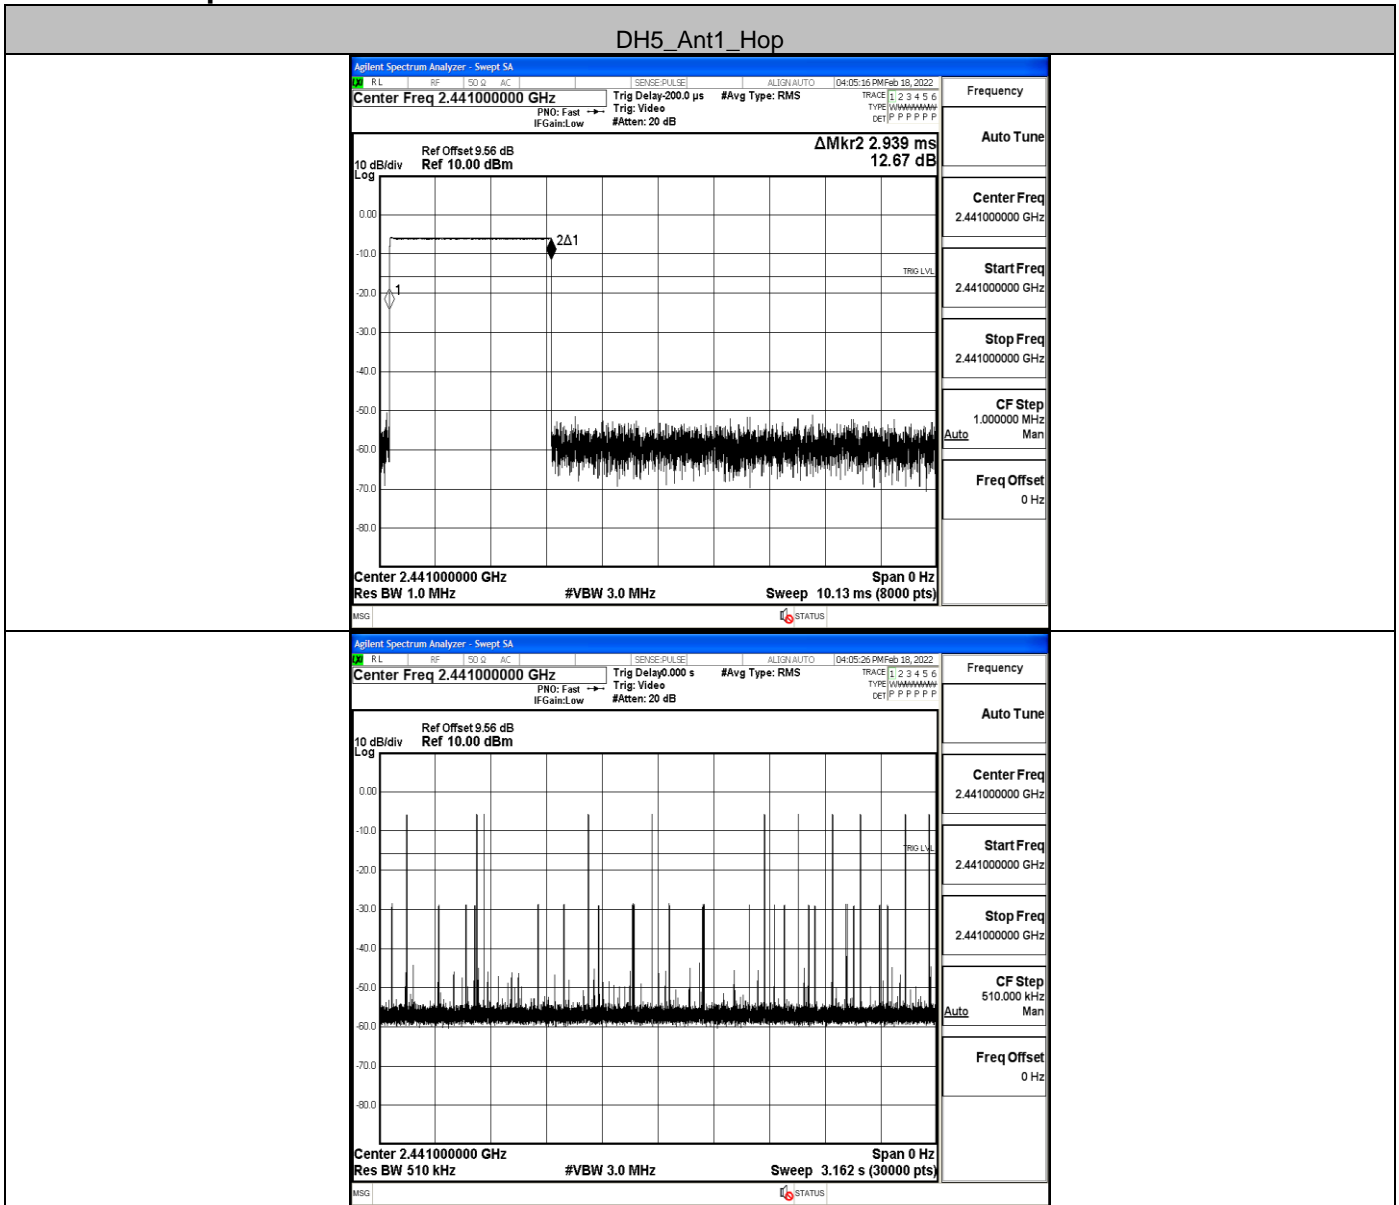 DH5_Ant1_Hop
Agilent Spectrum Analyzer - Swept SA
RL RF 50 Ω AC SENSE:PULSE ALIGNAUTO 04:05:16 PMFeb 18, 2022
Center Freq 2.441000000 GHz
PNO: Fast
IFGain:Low
Trig Delay-200.0 µs
Trig: Video
#Atten: 20 dB
#Avg Type: RMS
TRACE 1 2 3 4 5 6
TYPE
DET P P P P P P
Frequency
Auto Tune
ΔMkr2 2.939 ms
12.67 dB
Ref Offset 9.56 dB
10 dB/div Ref 10.00 dBm
Log
0.00
-10.0
-20.0
-30.0
-40.0
-50.0
-60.0
-70.0
-80.0
2Δ1
1
TRIG LVL
Center Freq
2.441000000 GHz
Start Freq
2.441000000 GHz
Stop Freq
2.441000000 GHz
CF Step
1.000000 MHz
Auto Man
Freq Offset
0 Hz
Center 2.441000000 GHz Span 0 Hz
Res BW 1.0 MHz #VBW 3.0 MHz Sweep 10.13 ms (8000 pts)
MSG STATUS
Agilent Spectrum Analyzer - Swept SA
RL RF 50 Ω AC SENSE:PULSE ALIGNAUTO 04:05:26 PMFeb 18, 2022
Center Freq 2.441000000 GHz
PNO: Fast
IFGain:Low
Trig Delay0.000 s
Trig: Video
#Atten: 20 dB
#Avg Type: RMS
TRACE 1 2 3 4 5 6
TYPE
DET P P P P P P
Frequency
Auto Tune
Ref Offset 9.56 dB
10 dB/div Ref 10.00 dBm
Log
0.00
-10.0
-20.0
-30.0
-40.0
-50.0
-60.0
-70.0
-80.0
TRIG LVL
Center Freq
2.441000000 GHz
Start Freq
2.441000000 GHz
Stop Freq
2.441000000 GHz
CF Step
510.000 kHz
Auto Man
Freq Offset
0 Hz
Center 2.441000000 GHz Span 0 Hz
Res BW 510 kHz #VBW 3.0 MHz Sweep 3.162 s (30000 pts)
MSG STATUS